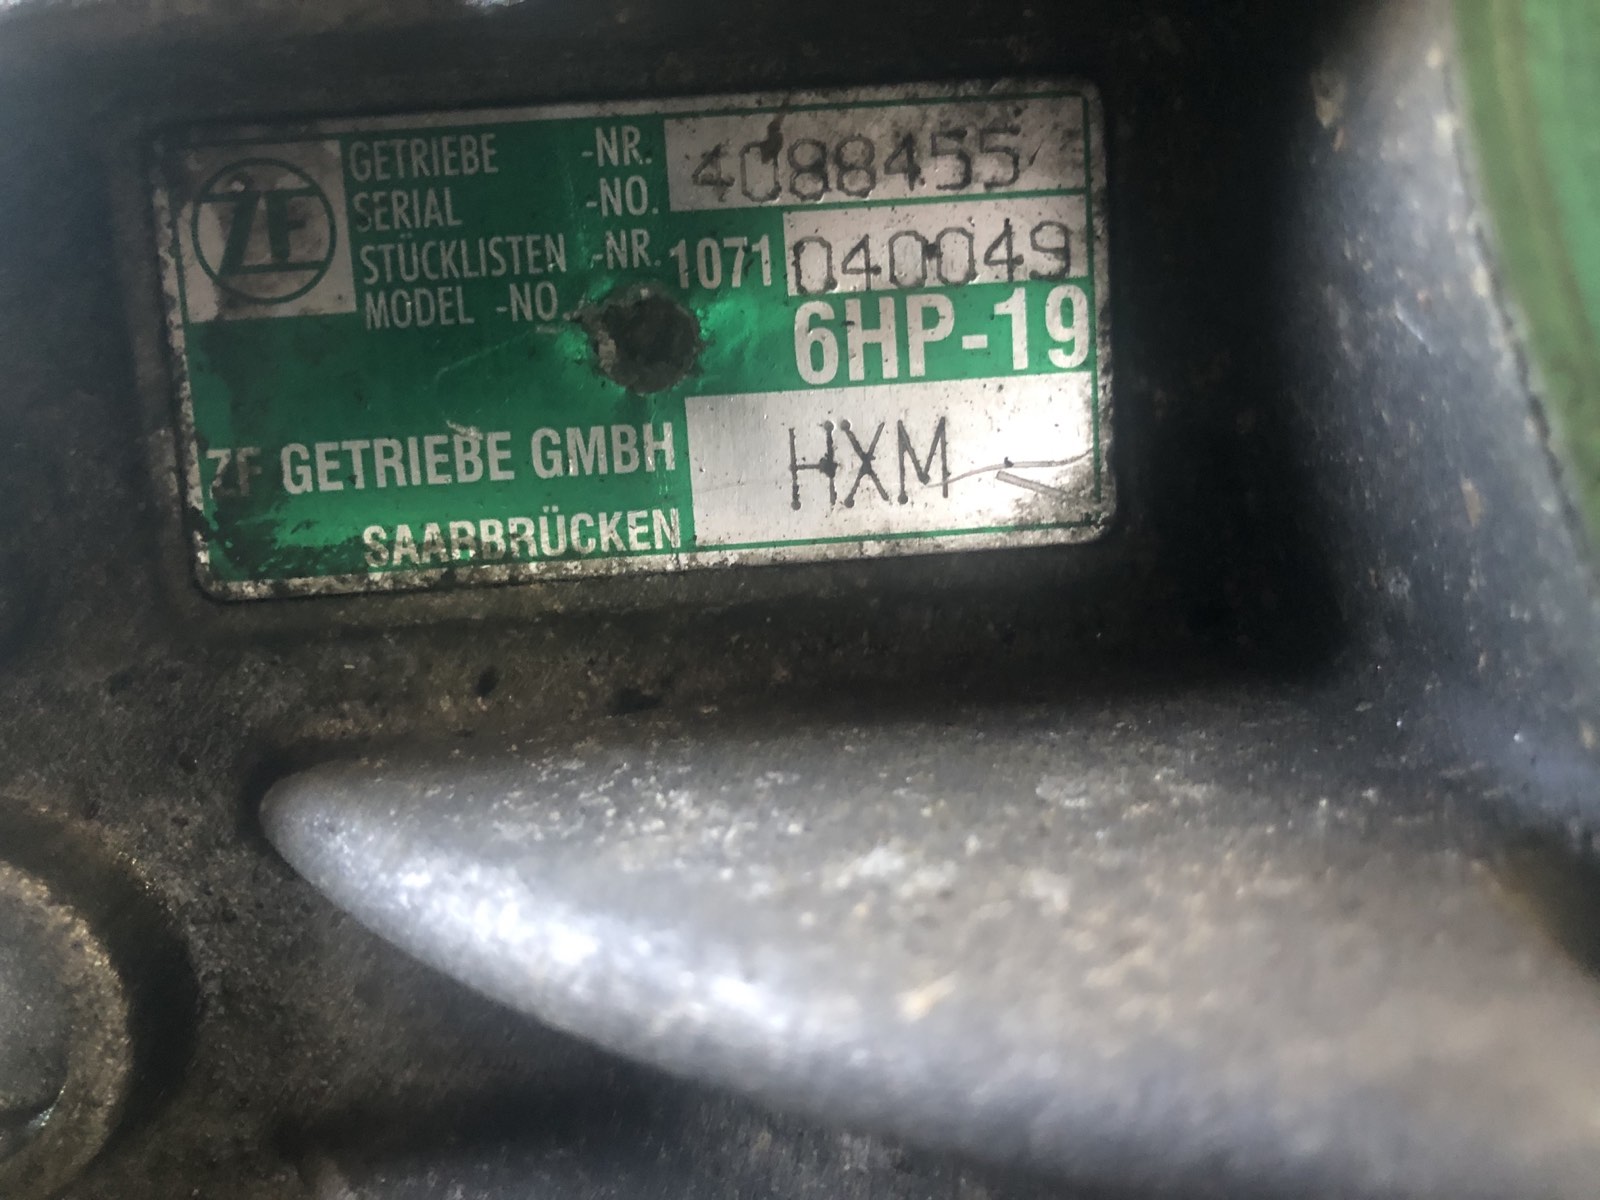 ZF
GETRIEBE -NR. 4088455
SERIAL -NO.
STÜCKLISTEN -NR. 1071 040049
MODEL -NO.
6HP-19
ZF GETRIEBE GMBH HXM
SAARBRÜCKEN